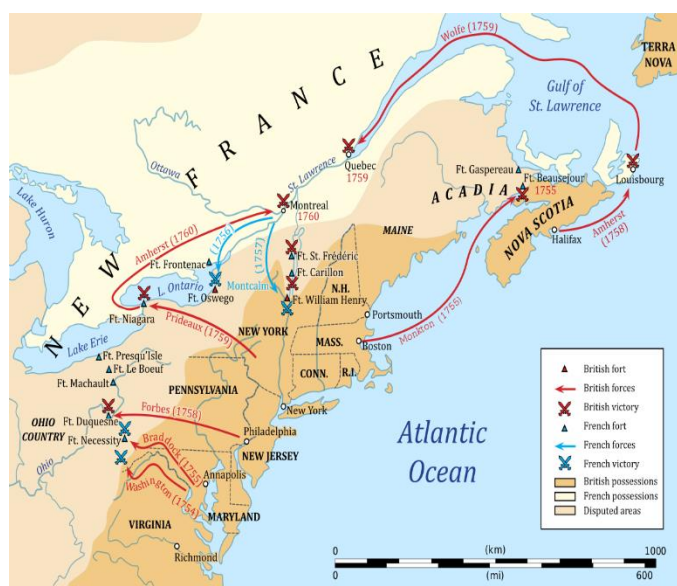 TERRA
NOVA
Wolfe (1759)
Gulf of
St. Lawrence
NEW FRANCE
Ottawa
St. Lawrence
Quebec
1759
Ft. Gaspereau
Ft. Beausejour
1755
Louisbourg
ACADIA
NOVA SCOTIA
Halifax
Amherst
(1758)
Lake Huron
Montreal
1760
Amherst (1760)
(1756)
(1757)
Montcalm
MAINE
Ft. Frontenac
Ft. St. Frédéric
Ft. Carillon
L. Ontario
Ft. Oswego
N.H.
Ft. William Henry
Ft. Niagara
Prideaux (1759)
Portsmouth
Monkton (1755)
Lake Erie
NEW YORK
MASS.
Boston
Ft. Presqu'Isle
Ft. Le Boeuf
Ft. Machault
CONN.
R.I.
PENNSYLVANIA
New York
OHIO
COUNTRY
Ft. Duquesne
Forbes (1758)
Ft. Necessity
Philadelphia
Braddock (1755)
NEW JERSEY
Ohio
Annapolis
Washington (1754)
MARYLAND
VIRGINIA
Richmond
Atlantic
Ocean
British fort
British forces
British victory
French fort
French forces
French victory
British possessions
French possessions
Disputed areas
0 (km) 1000
0 (mi) 600